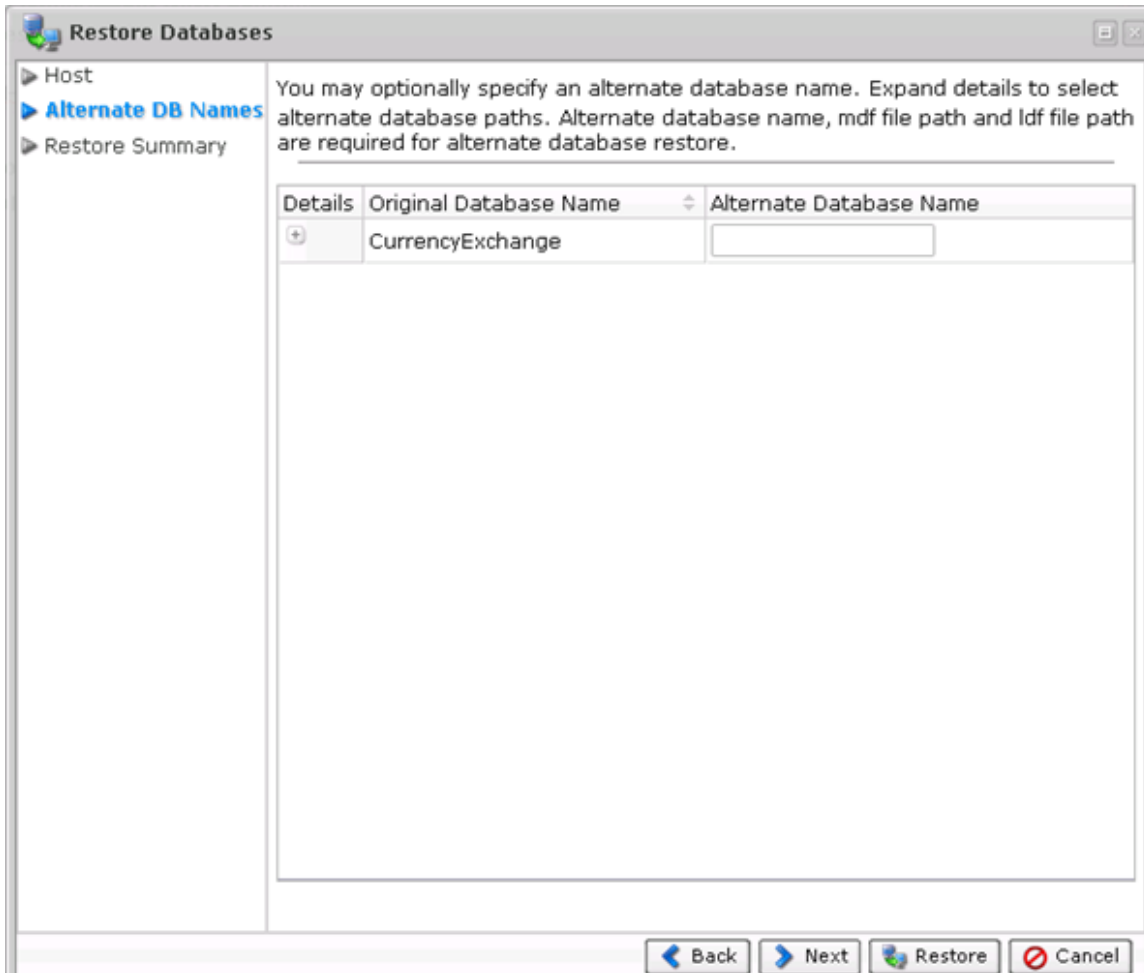 Restore Databases
Host
Alternate DB Names
Restore Summary
You may optionally specify an alternate database name. Expand details to select
alternate database paths. Alternate database name, mdf file path and ldf file path
are required for alternate database restore.
Details Original Database Name Alternate Database Name
CurrencyExchange
Back Next Restore Cancel